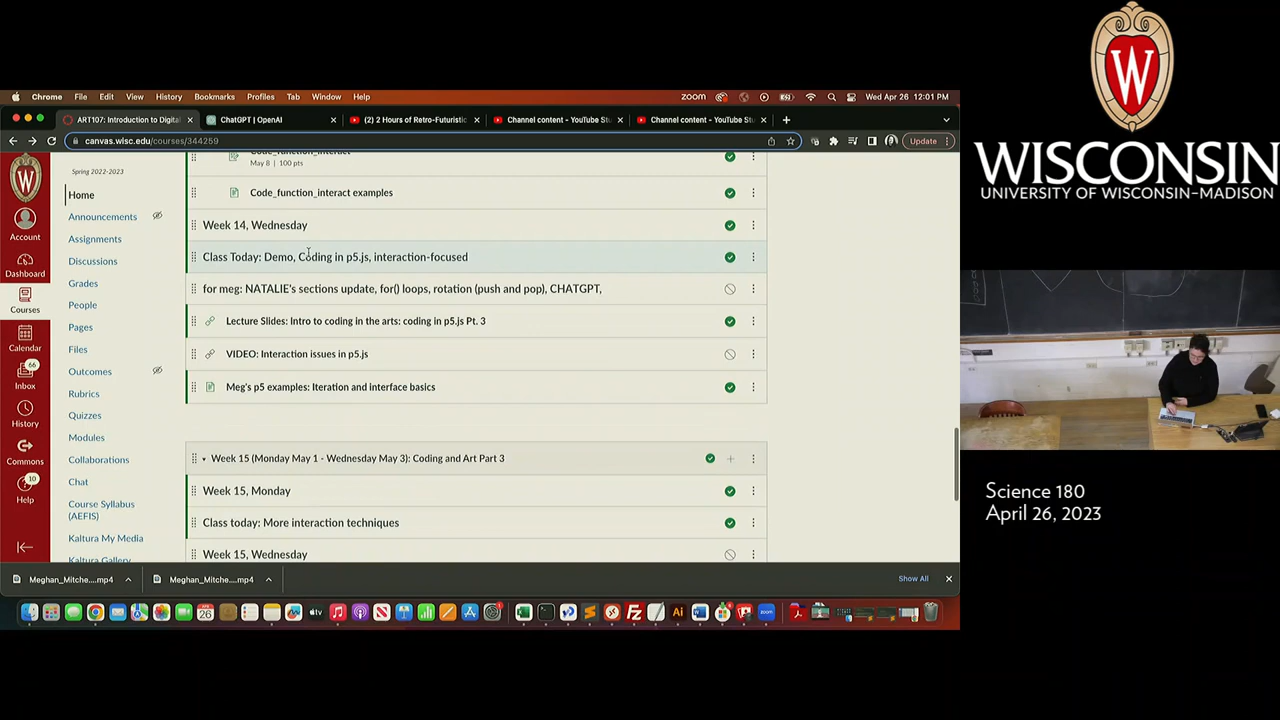 Chrome File Edit View History Bookmarks Profiles Tab Window Help
zoom Wed Apr 26 12:01 PM
ART107: Introduction to Digital
ChatGPT | OpenAI
(2) 2 Hours of Retro-Futuristic
Channel content - YouTube Stu
Channel content - YouTube Stu
canvas.wisc.edu/courses/344259
Update
Account
Dashboard
Courses
Calendar
66
Inbox
History
Commons
10
Help
Spring 2022-2023
Home
Announcements
Assignments
Discussions
Grades
People
Pages
Files
Outcomes
Rubrics
Quizzes
Modules
Collaborations
Chat
Course Syllabus
(AEFIS)
Kaltura My Media
Kaltura Gallery
Code_function_interact
May 8 | 100 pts
Code_function_interact examples
Week 14, Wednesday
Class Today: Demo, Coding in p5.js, interaction-focused
for meg: NATALIE's sections update, for() loops, rotation (push and pop), CHATGPT,
Lecture Slides: Intro to coding in the arts: coding in p5.js Pt. 3
VIDEO: Interaction issues in p5.js
Meg's p5 examples: Iteration and interface basics
Week 15 (Monday May 1 - Wednesday May 3): Coding and Art Part 3
Week 15, Monday
Class today: More interaction techniques
Week 15, Wednesday
Meghan_Mitche....mp4
Meghan_Mitche....mp4
Show All
W
WISCONSIN
UNIVERSITY OF WISCONSIN–MADISON
Science 180
April 26, 2023